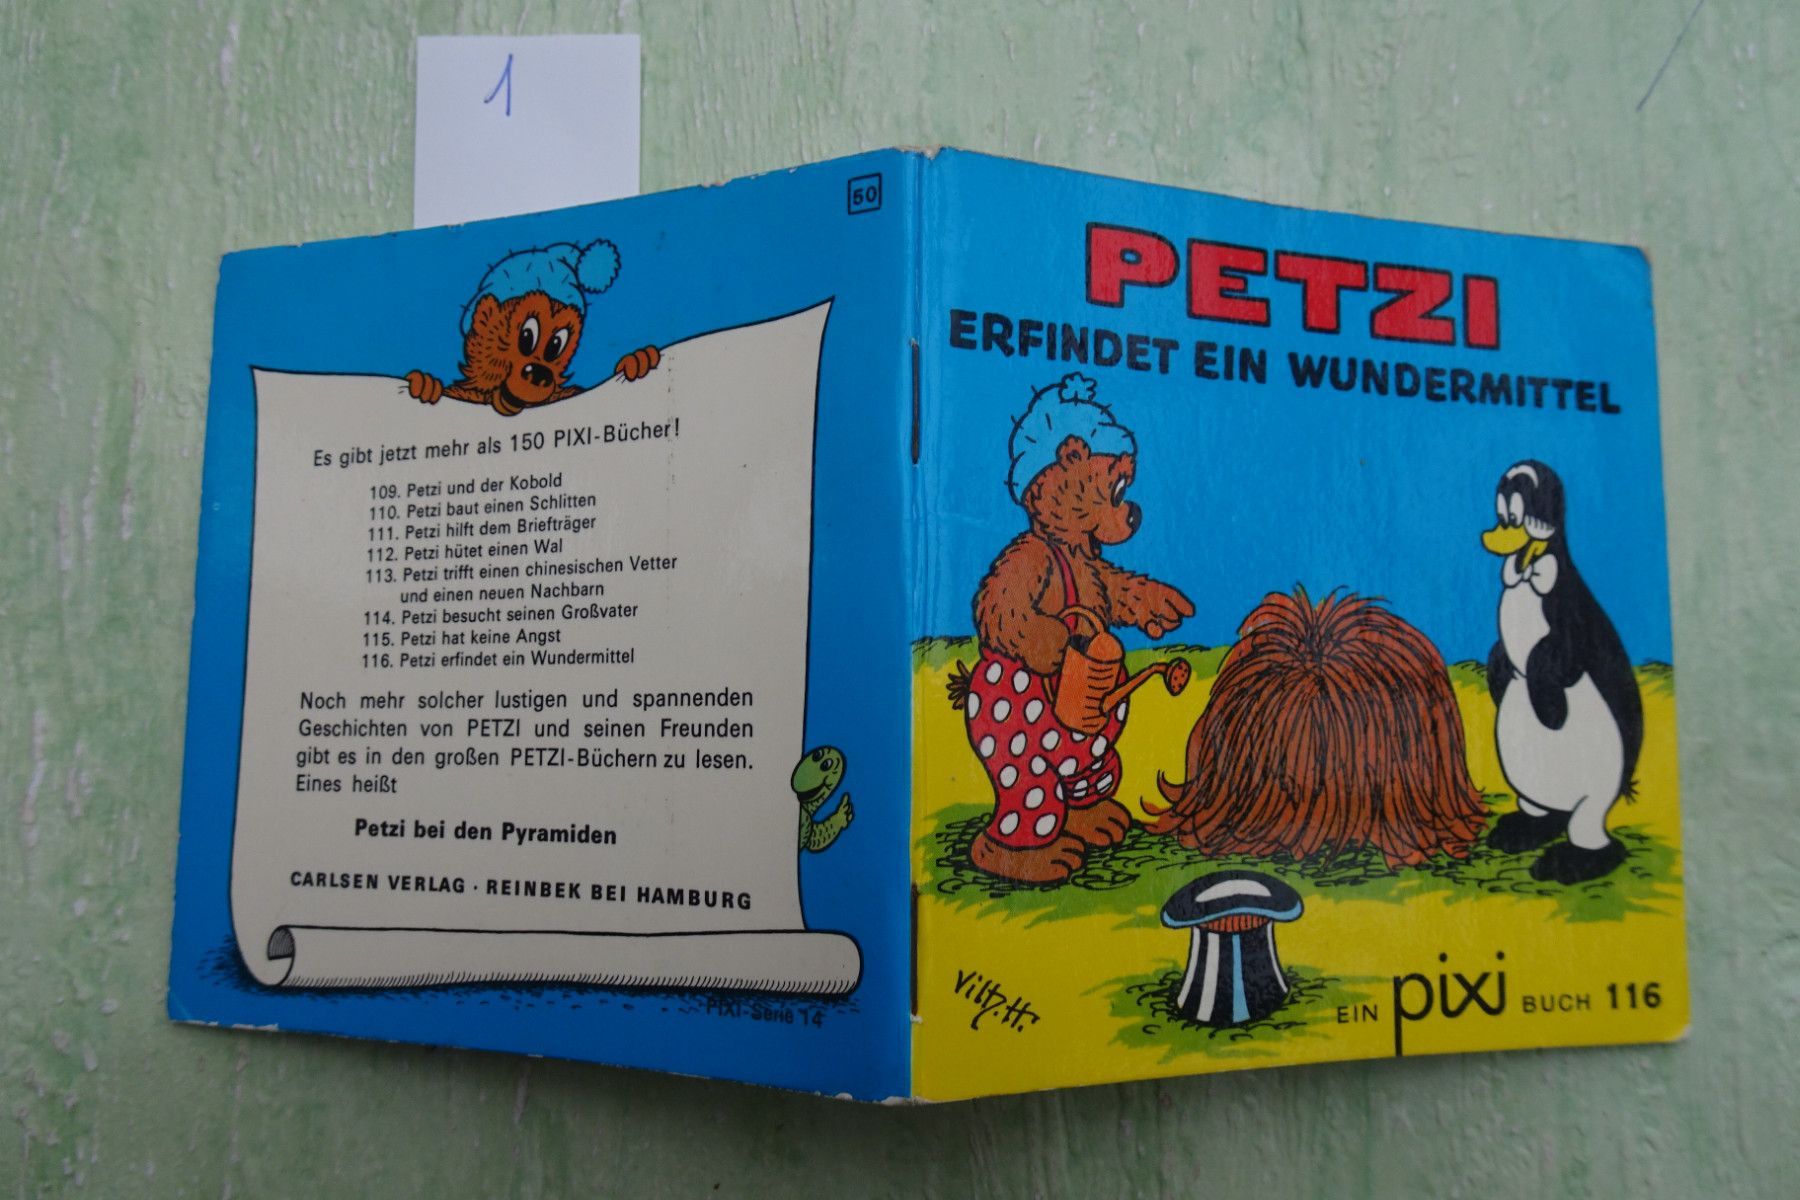 1
50
Es gibt jetzt mehr als 150 PIXI-Bücher!
109. Petzi und der Kobold
110. Petzi baut einen Schlitten
111. Petzi hilft dem Briefträger
112. Petzi hütet einen Wal
113. Petzi trifft einen chinesischen Vetter
und einen neuen Nachbarn
114. Petzi besucht seinen Großvater
115. Petzi hat keine Angst
116. Petzi erfindet ein Wundermittel
Noch mehr solcher lustigen und spannenden
Geschichten von PETZI und seinen Freunden
gibt es in den großen PETZI-Büchern zu lesen.
Eines heißt
Petzi bei den Pyramiden
CARLSEN VERLAG · REINBEK BEI HAMBURG
PIXI-Serie 14
PETZI
ERFINDET EIN WUNDERMITTEL
Vilh. H.
EIN pixi BUCH 116